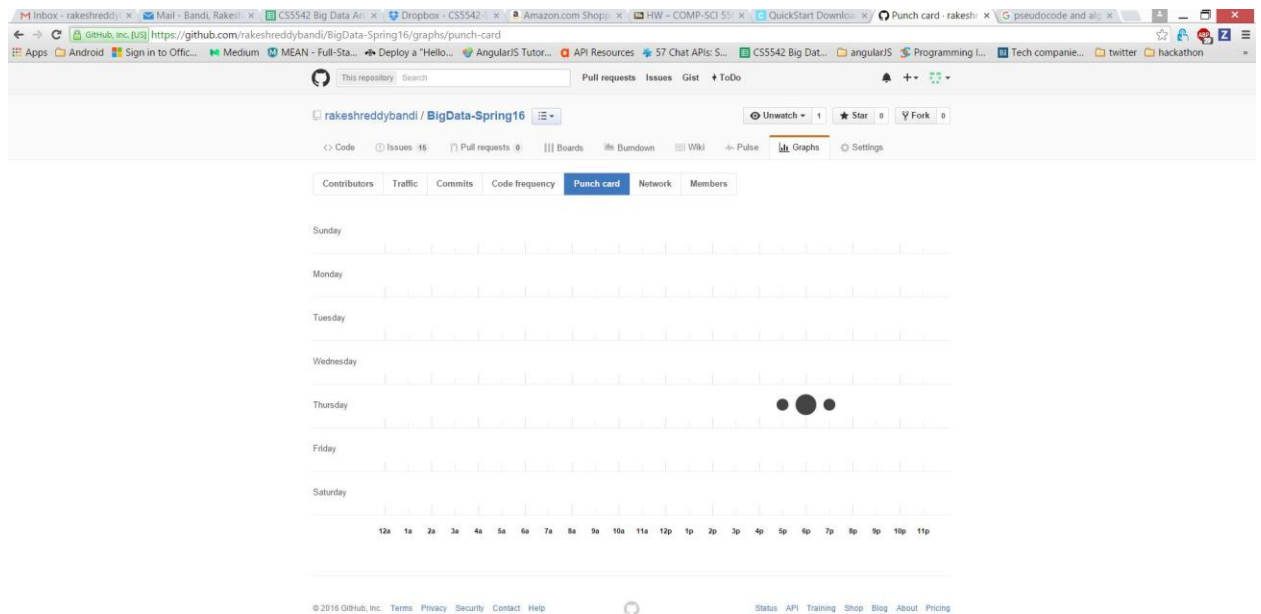 Inbox - rakeshreddy Mail - Bandi, Rakesh CS5542 Big Data An Dropbox - CS5542- Amazon.com Shopp HW – COMP-SCI 55 QuickStart Downloa Punch card · rakeshr pseudocode and alg
GitHub, Inc. [US] https://github.com/rakeshreddybandi/BigData-Spring16/graphs/punch-card
Apps Android Sign in to Offic... Medium MEAN - Full-Sta... Deploy a "Hello... AngularJS Tutor... API Resources 57 Chat APIs: S... CS5542 Big Dat... angularJS Programming I... Tech companie... twitter hackathon »
This repository Search Pull requests Issues Gist +ToDo
rakeshreddybandi / BigData-Spring16 Unwatch 1 Star 0 Fork 0
<> Code Issues 15 Pull requests 0 Boards Burndown Wiki Pulse Graphs Settings
Contributors Traffic Commits Code frequency Punch card Network Members
Sunday
Monday
Tuesday
Wednesday
Thursday
Friday
Saturday
12a 1a 2a 3a 4a 5a 6a 7a 8a 9a 10a 11a 12p 1p 2p 3p 4p 5p 6p 7p 8p 9p 10p 11p
© 2016 GitHub, Inc. Terms Privacy Security Contact Help Status API Training Shop Blog About Pricing